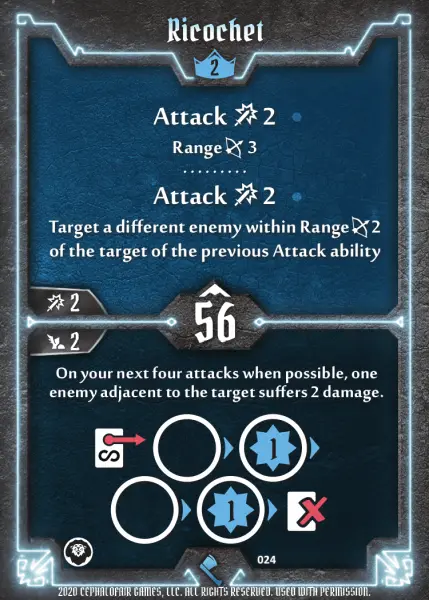 Ricochet
2
Attack 2
Range 3
Attack 2
Target a different enemy within Range 2
of the target of the previous Attack ability
2
56
2
On your next four attacks when possible, one
enemy adjacent to the target suffers 2 damage.
1
1
024
2020 CEPHALOFAIR GAMES, LLC. ALL RIGHTS RESERVED. USED WITH PERMISSION.